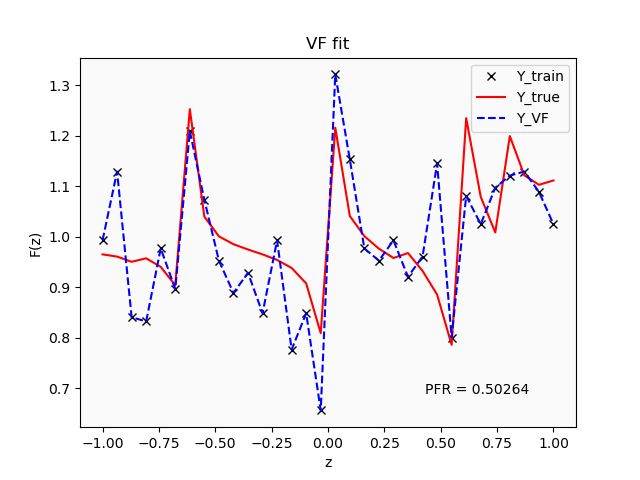 VF fit
Y_train
Y_true
Y_VF
F(z)
1.3
1.2
1.1
1.0
0.9
0.8
0.7
PFR = 0.50264
−1.00 −0.75 −0.50 −0.25 0.00 0.25 0.50 0.75 1.00
z